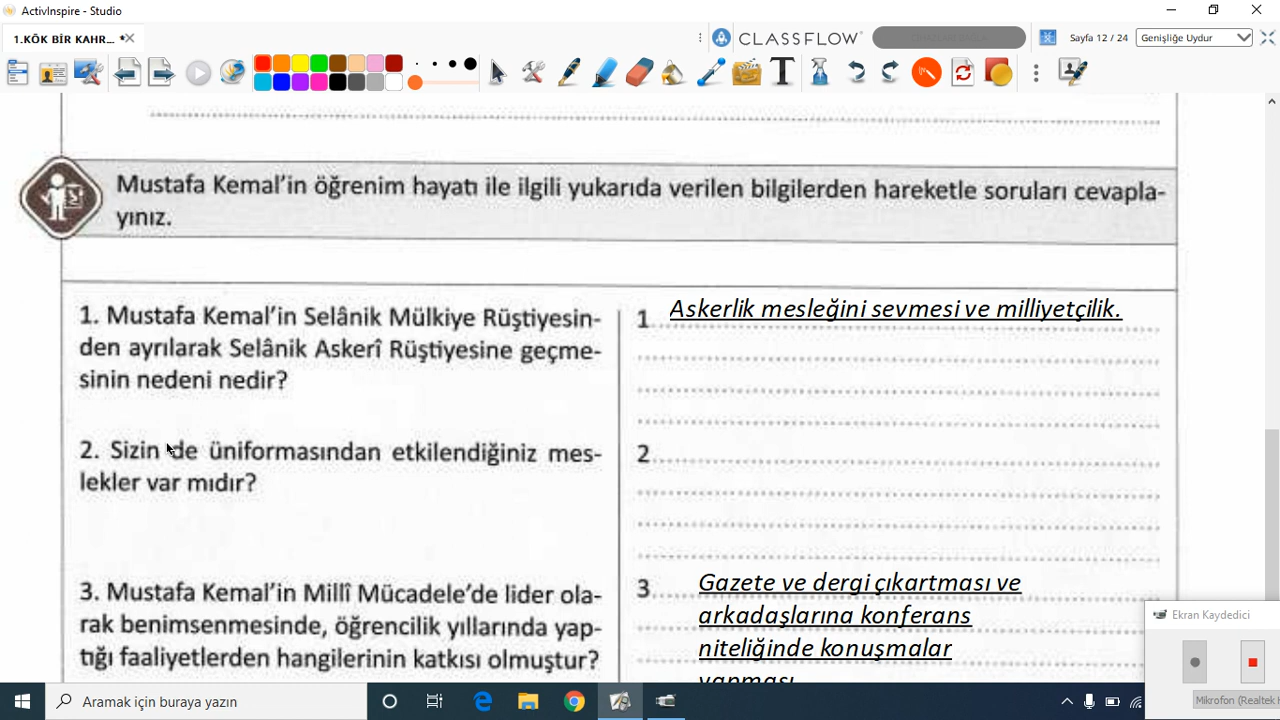 ActivInspire - Studio
1.KÖK BİR KAHR... *
CLASSFLOW
Sayfa 12 / 24
Genişliğe Uydur
Mustafa Kemal'in öğrenim hayatı ile ilgili yukarıda verilen bilgilerden hareketle soruları cevapla-
yınız.
1. Mustafa Kemal'in Selânik Mülkiye Rüştiyesin-
den ayrılarak Selânik Askerî Rüştiyesine geçme-
sinin nedeni nedir?
1 Askerlik mesleğini sevmesi ve milliyetçilik.
2. Sizin de üniformasından etkilendiğiniz mes-
lekler var mıdır?
2
3. Mustafa Kemal'in Millî Mücadele'de lider ola-
rak benimsenmesinde, öğrencilik yıllarında yap-
tığı faaliyetlerden hangilerinin katkısı olmuştur?
3 Gazete ve dergi çıkartması ve
arkadaşlarına konferans
niteliğinde konuşmalar
yapması
Ekran Kaydedici
Mikrofon (Realtek
Aramak için buraya yazın